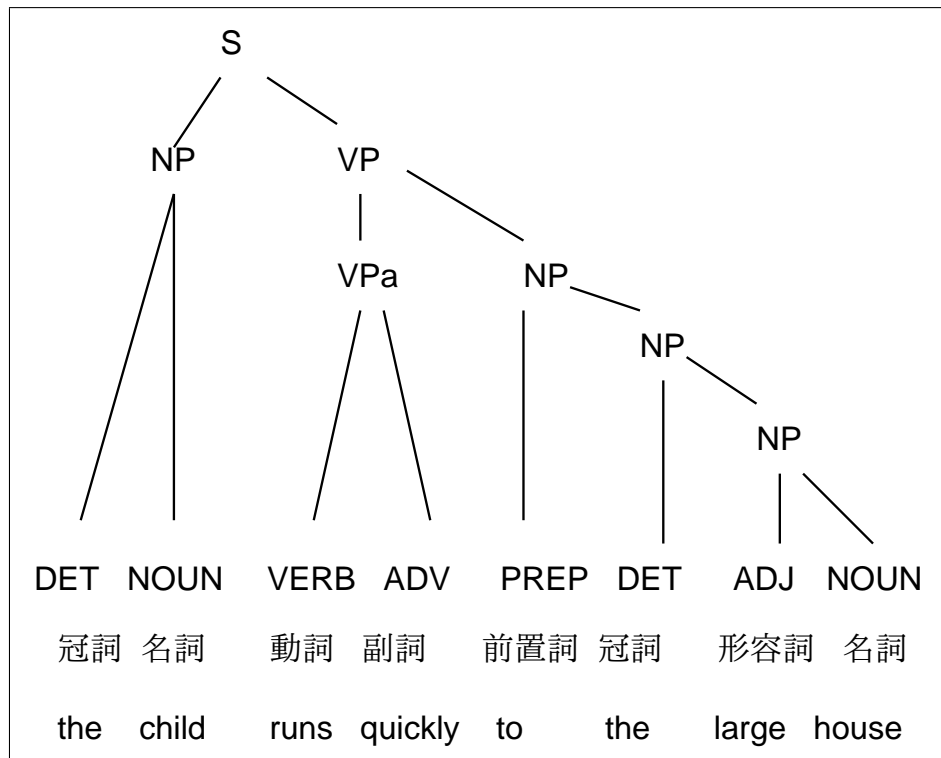 S
NP VP
VPa NP
NP
NP
DET NOUN VERB ADV PREP DET ADJ NOUN
冠詞 名詞 動詞 副詞 前置詞 冠詞 形容詞 名詞
the child runs quickly to the large house